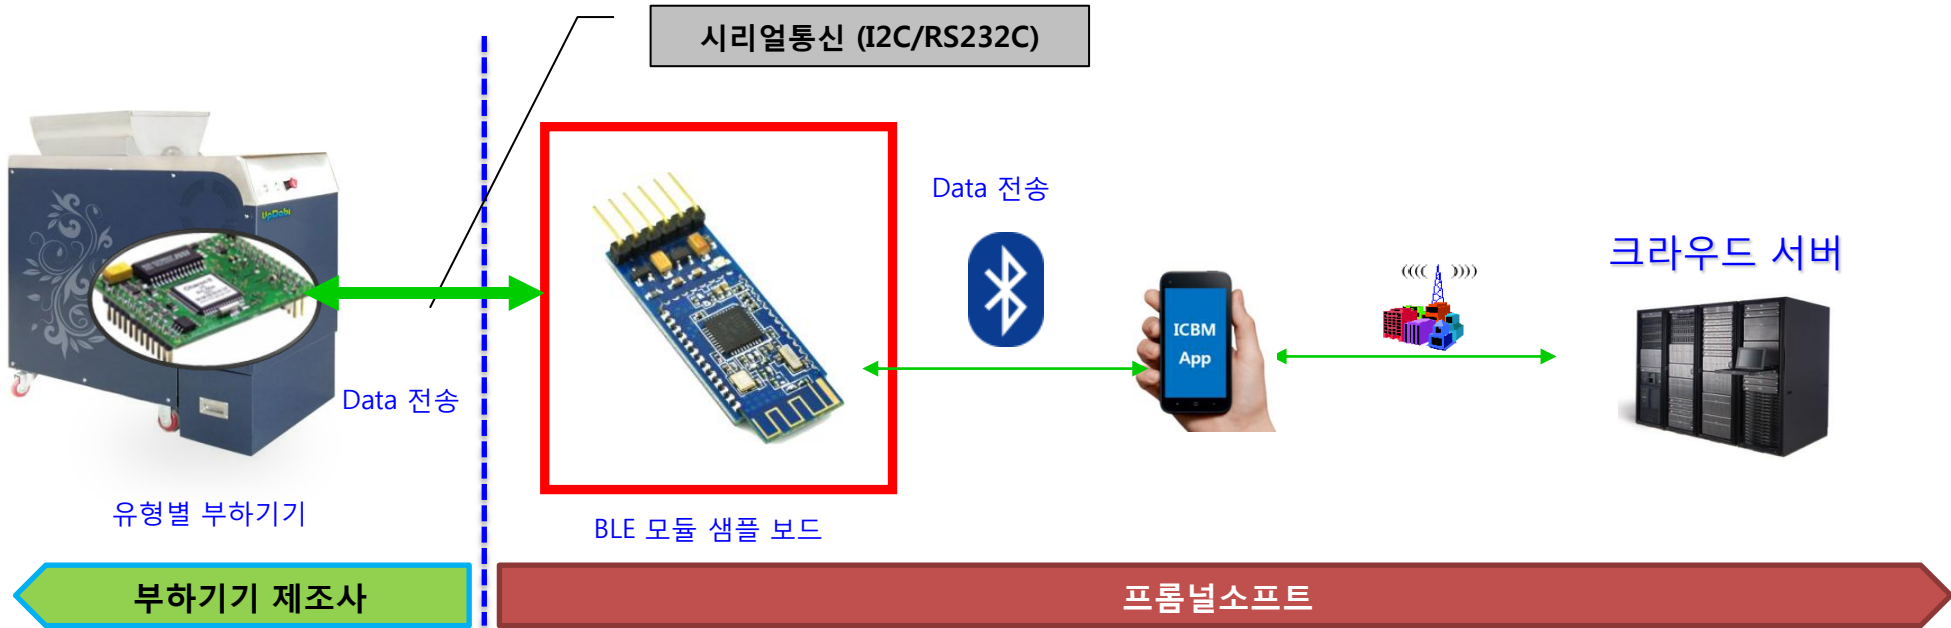 시리얼통신 (I2C/RS232C)
Data 전송
크라우드 서버
UpDobi
ICBM
App
Data 전송
유형별 부하기기
BLE 모듈 샘플 보드
부하기기 제조사
프롬널소프트